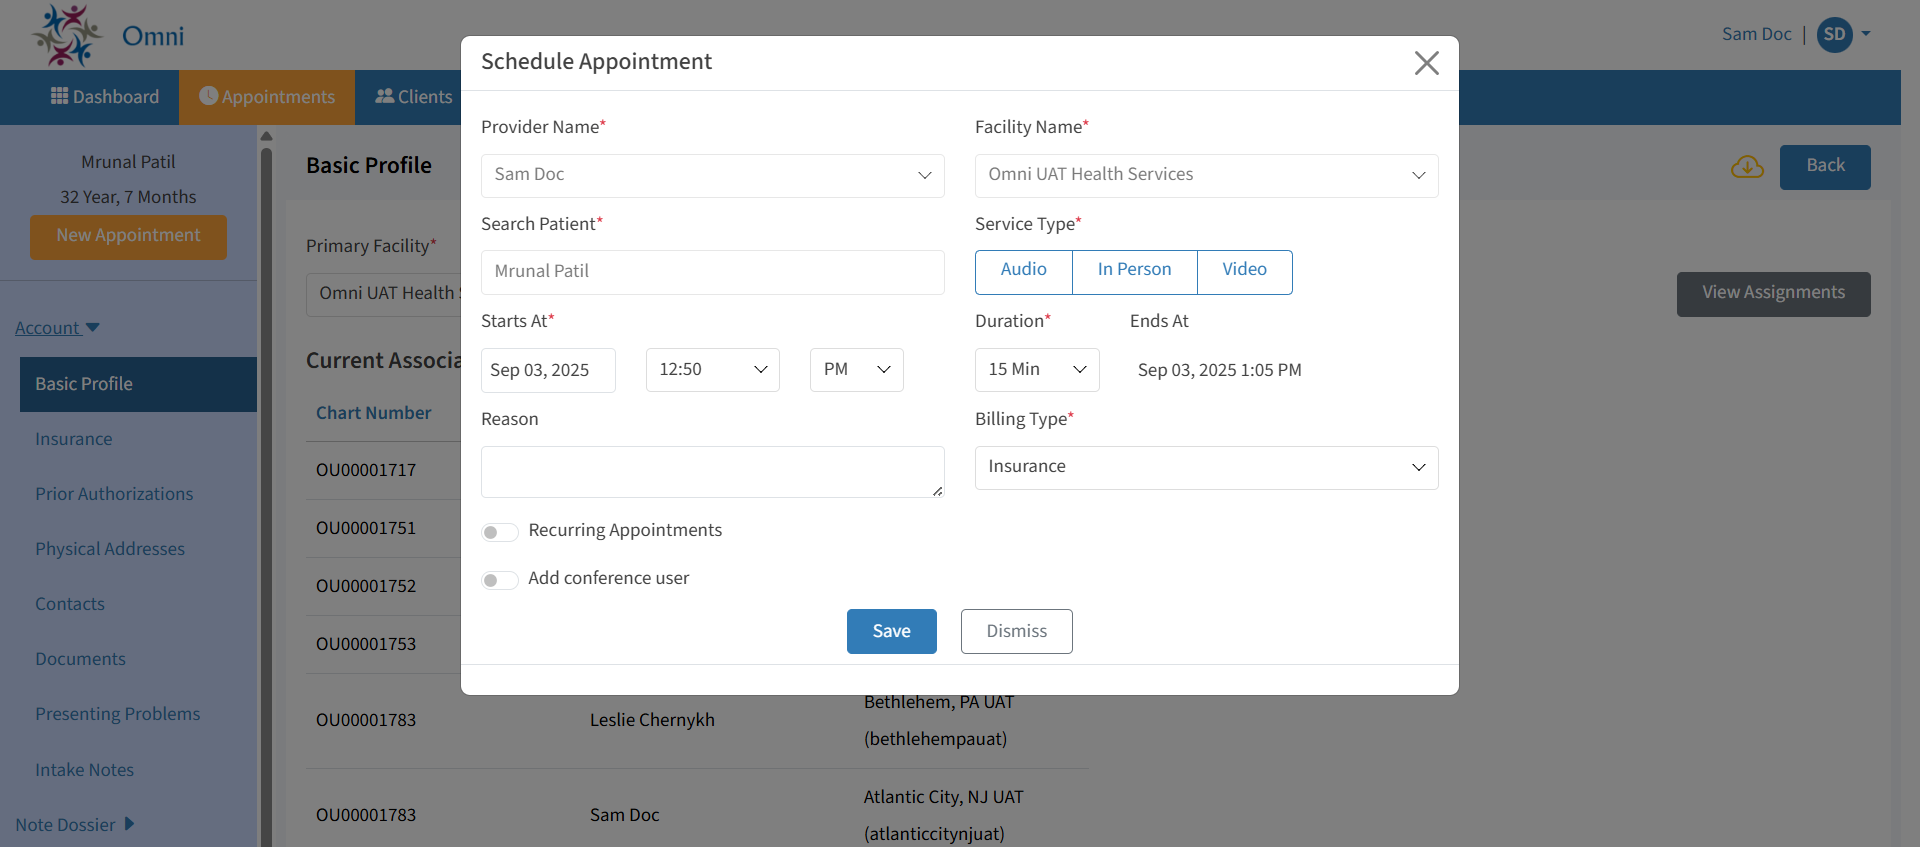 Omni
Sam Doc | SD
Dashboard
Appointments
Clients
Mrunal Patil
32 Year, 7 Months
New Appointment
Account
Basic Profile
Insurance
Prior Authorizations
Physical Addresses
Contacts
Documents
Presenting Problems
Intake Notes
Note Dossier
Basic Profile
Back
Primary Facility*
Omni UAT Health
View Assignments
Current Associa
Chart Number
OU00001717
OU00001751
OU00001752
OU00001753
OU00001783 Leslie Chernykh Bethlehem, PA UAT
(bethlehempauat)
OU00001783 Sam Doc Atlantic City, NJ UAT
(atlanticcitynjuat)
Schedule Appointment
Provider Name* Facility Name*
Sam Doc Omni UAT Health Services
Search Patient* Service Type*
Mrunal Patil Audio In Person Video
Starts At* Duration* Ends At
Sep 03, 2025 12:50 PM 15 Min Sep 03, 2025 1:05 PM
Reason Billing Type*
Insurance
Recurring Appointments
Add conference user
Save Dismiss